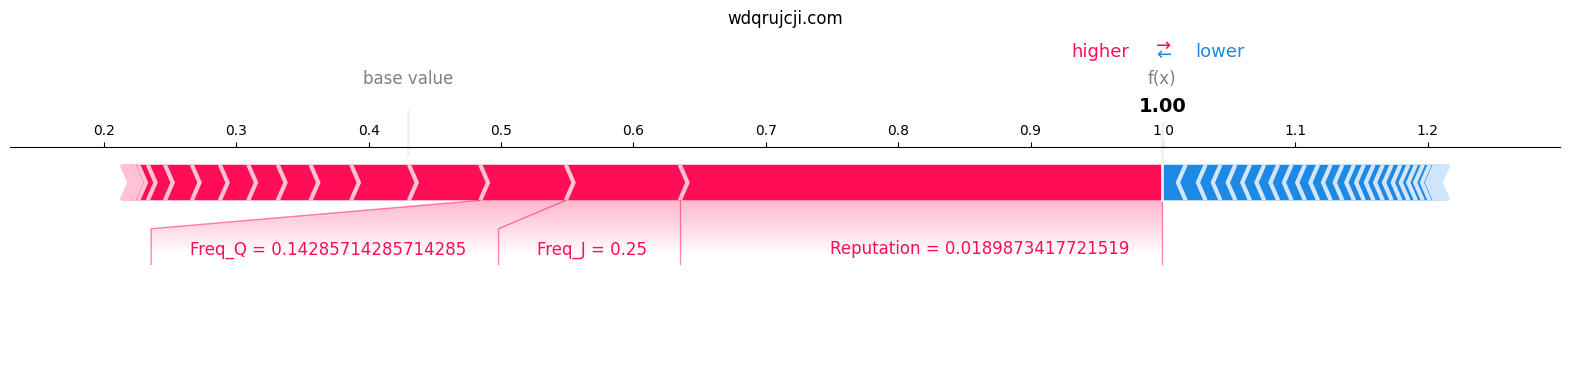 wdqrujcji.com
higher ⇄ lower
base value f(x)
1.00
0.2 0.3 0.4 0.5 0.6 0.7 0.8 0.9 1.0 1.1 1.2
Freq_Q = 0.14285714285714285 Freq_J = 0.25 Reputation = 0.0189873417721519